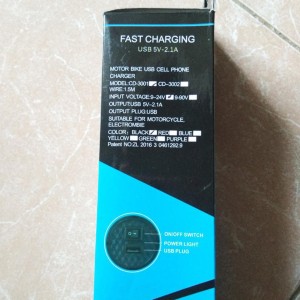 FAST CHARGING
USB 5V-2.1A
MOTOR BIKE USB CELL PHONE
CHARGER
MODEL:CD-3001 CD-3002
WIRE:1.5M
INPUT VOLTAGE:9-24V 9-90V
OUTPUT:USB 5V-2.1A
OUTPUT PLUG:USB
SUITABLE FOR MOTORCYCLE,
ELECTROMBIE
COLOR: BLACK RED BLUE
YELLOW GREEN PURPLE
Patent NO:ZL 2016 3 0461292.9
ON/OFF SWITCH
POWER LIGHT
USB PLUG